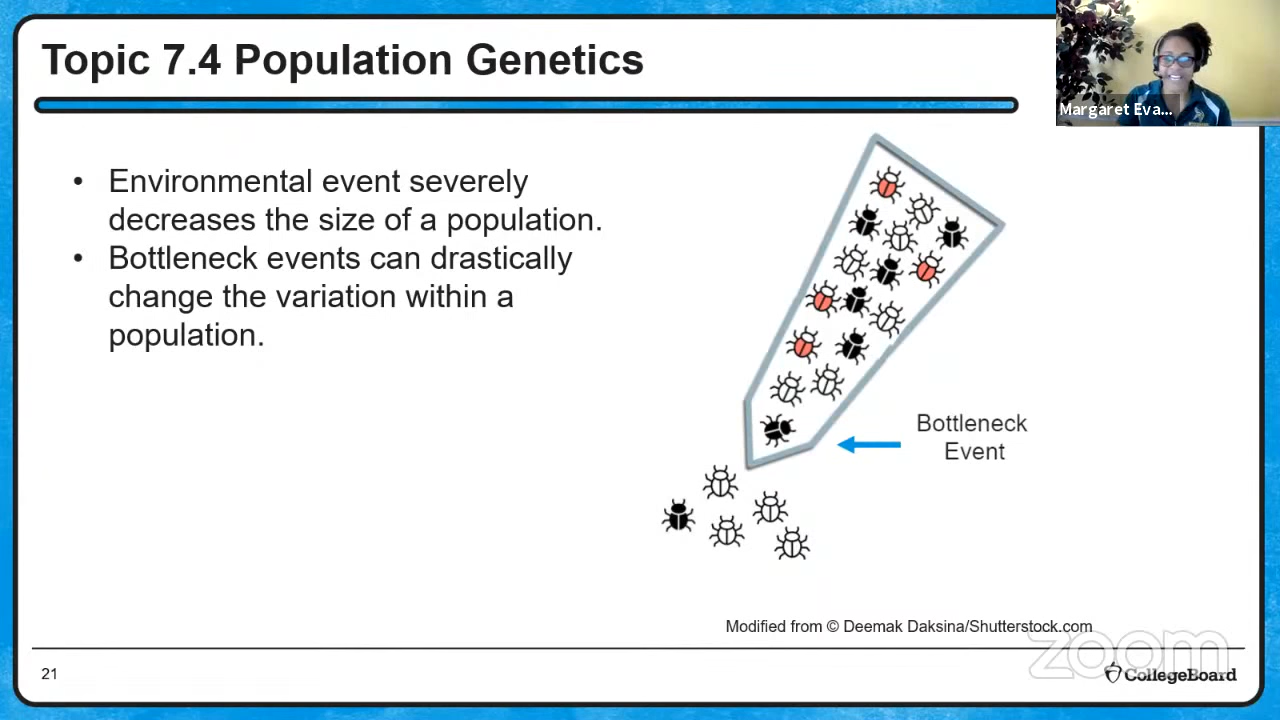 Topic 7.4 Population Genetics
Margaret Eva...
• Environmental event severely
decreases the size of a population.
• Bottleneck events can drastically
change the variation within a
population.
Bottleneck
Event
Modified from © Deemak Daksina/Shutterstock.com
zoom
21
CollegeBoard